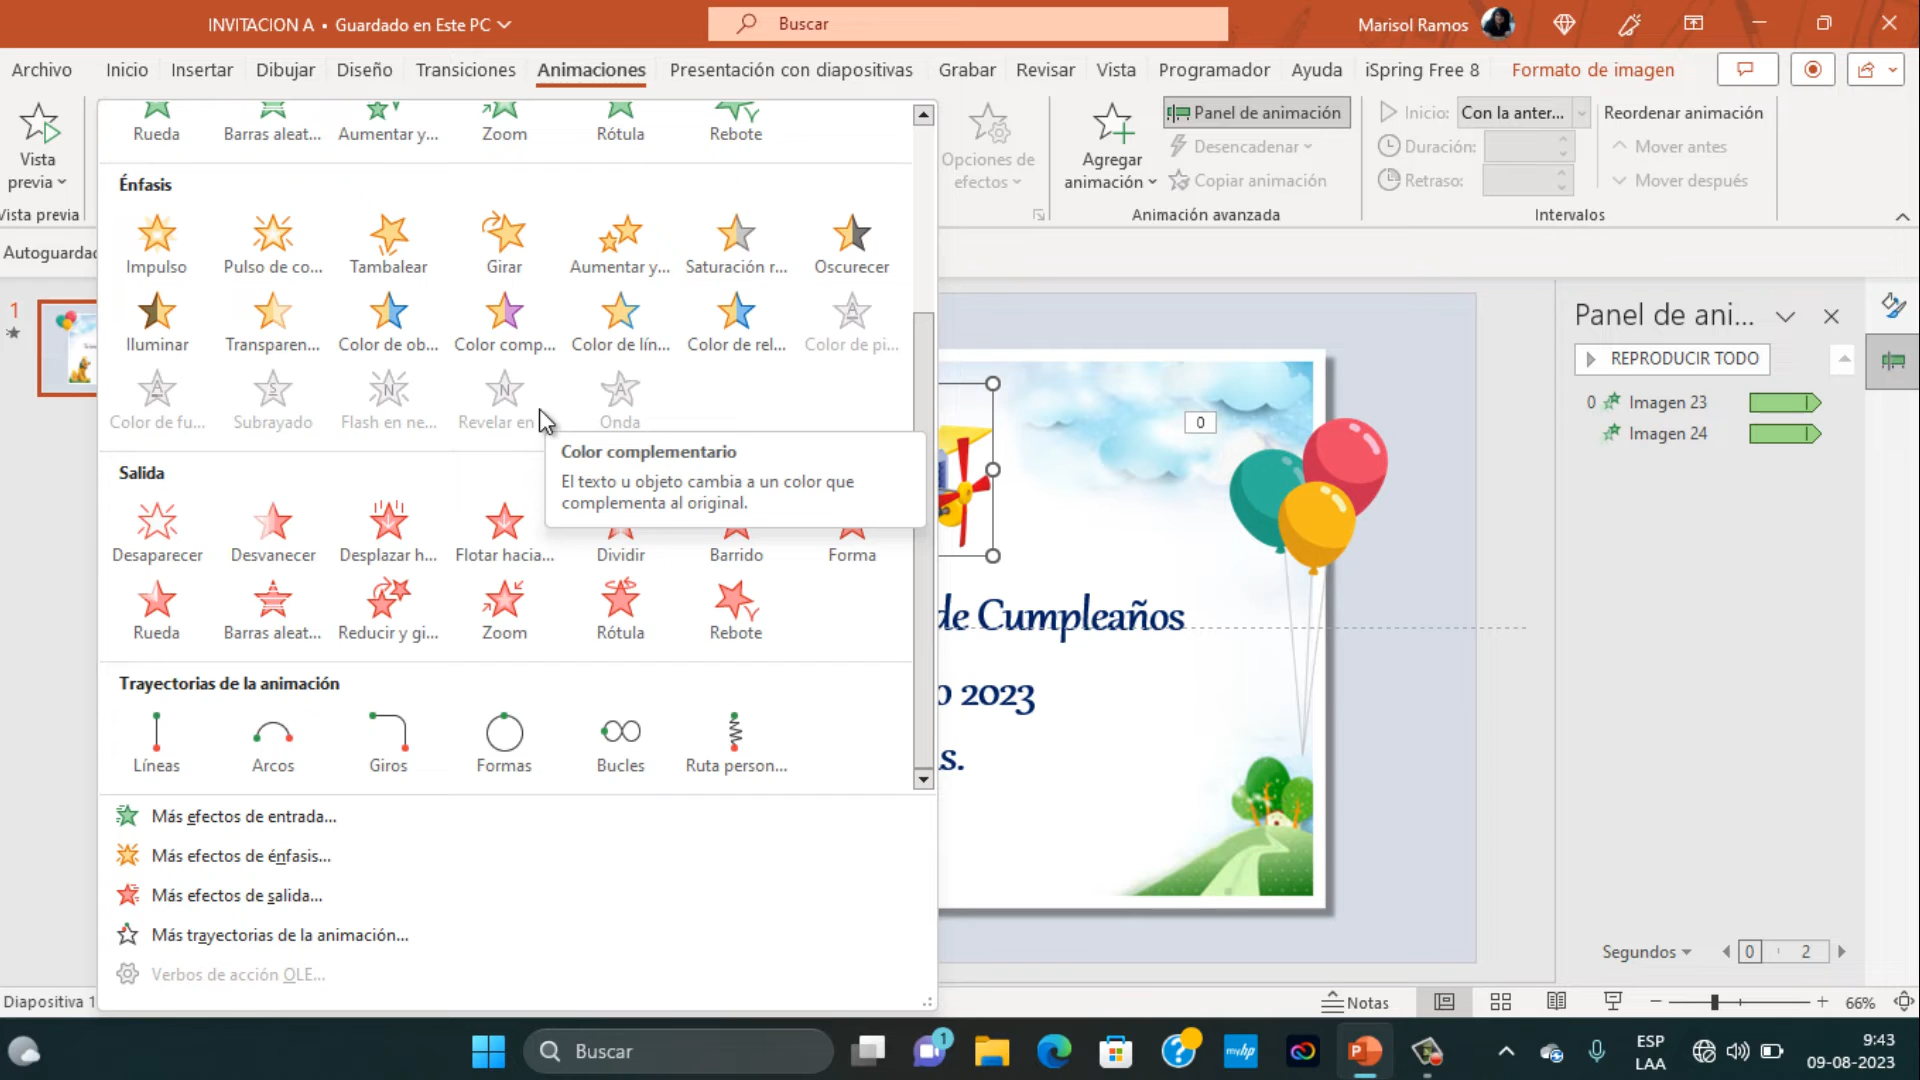 INVITACION A • Guardado en Este PC
Buscar
Marisol Ramos
Archivo Inicio Insertar Dibujar Diseño Transiciones Animaciones Presentación con diapositivas Grabar Revisar Vista Programador Ayuda iSpring Free 8 Formato de imagen
Vista
previa
Vista previa
Opciones de
efectos
Agregar
animación
Panel de animación
Desencadenar
Copiar animación
Animación avanzada
Inicio: Con la anter...
Duración:
Retraso:
Intervalos
Reordenar animación
Mover antes
Mover después
Autoguardad
Rueda Barras aleat... Aumentar y... Zoom Rótula Rebote
Énfasis
Impulso Pulso de co... Tambalear Girar Aumentar y... Saturación r... Oscurecer
Iluminar Transparen... Color de ob... Color comp... Color de lín... Color de rel... Color de pi...
Color de fu... Subrayado Flash en ne... Revelar en Onda
Color complementario
El texto u objeto cambia a un color que
complementa al original.
Salida
Desaparecer Desvanecer Desplazar h... Flotar hacia... Dividir Barrido Forma
Rueda Barras aleat... Reducir y gi... Zoom Rótula Rebote
Trayectorias de la animación
Líneas Arcos Giros Formas Bucles Ruta person...
Más efectos de entrada...
Más efectos de énfasis...
Más efectos de salida...
Más trayectorias de la animación...
Verbos de acción OLE...
1
0
de Cumpleaños
o 2023
s.
Panel de ani...
REPRODUCIR TODO
0 Imagen 23
Imagen 24
Segundos 0 2
Diapositiva 1
Notas
66%
Buscar
1
myhp
ESP
LAA
9:43
09-08-2023